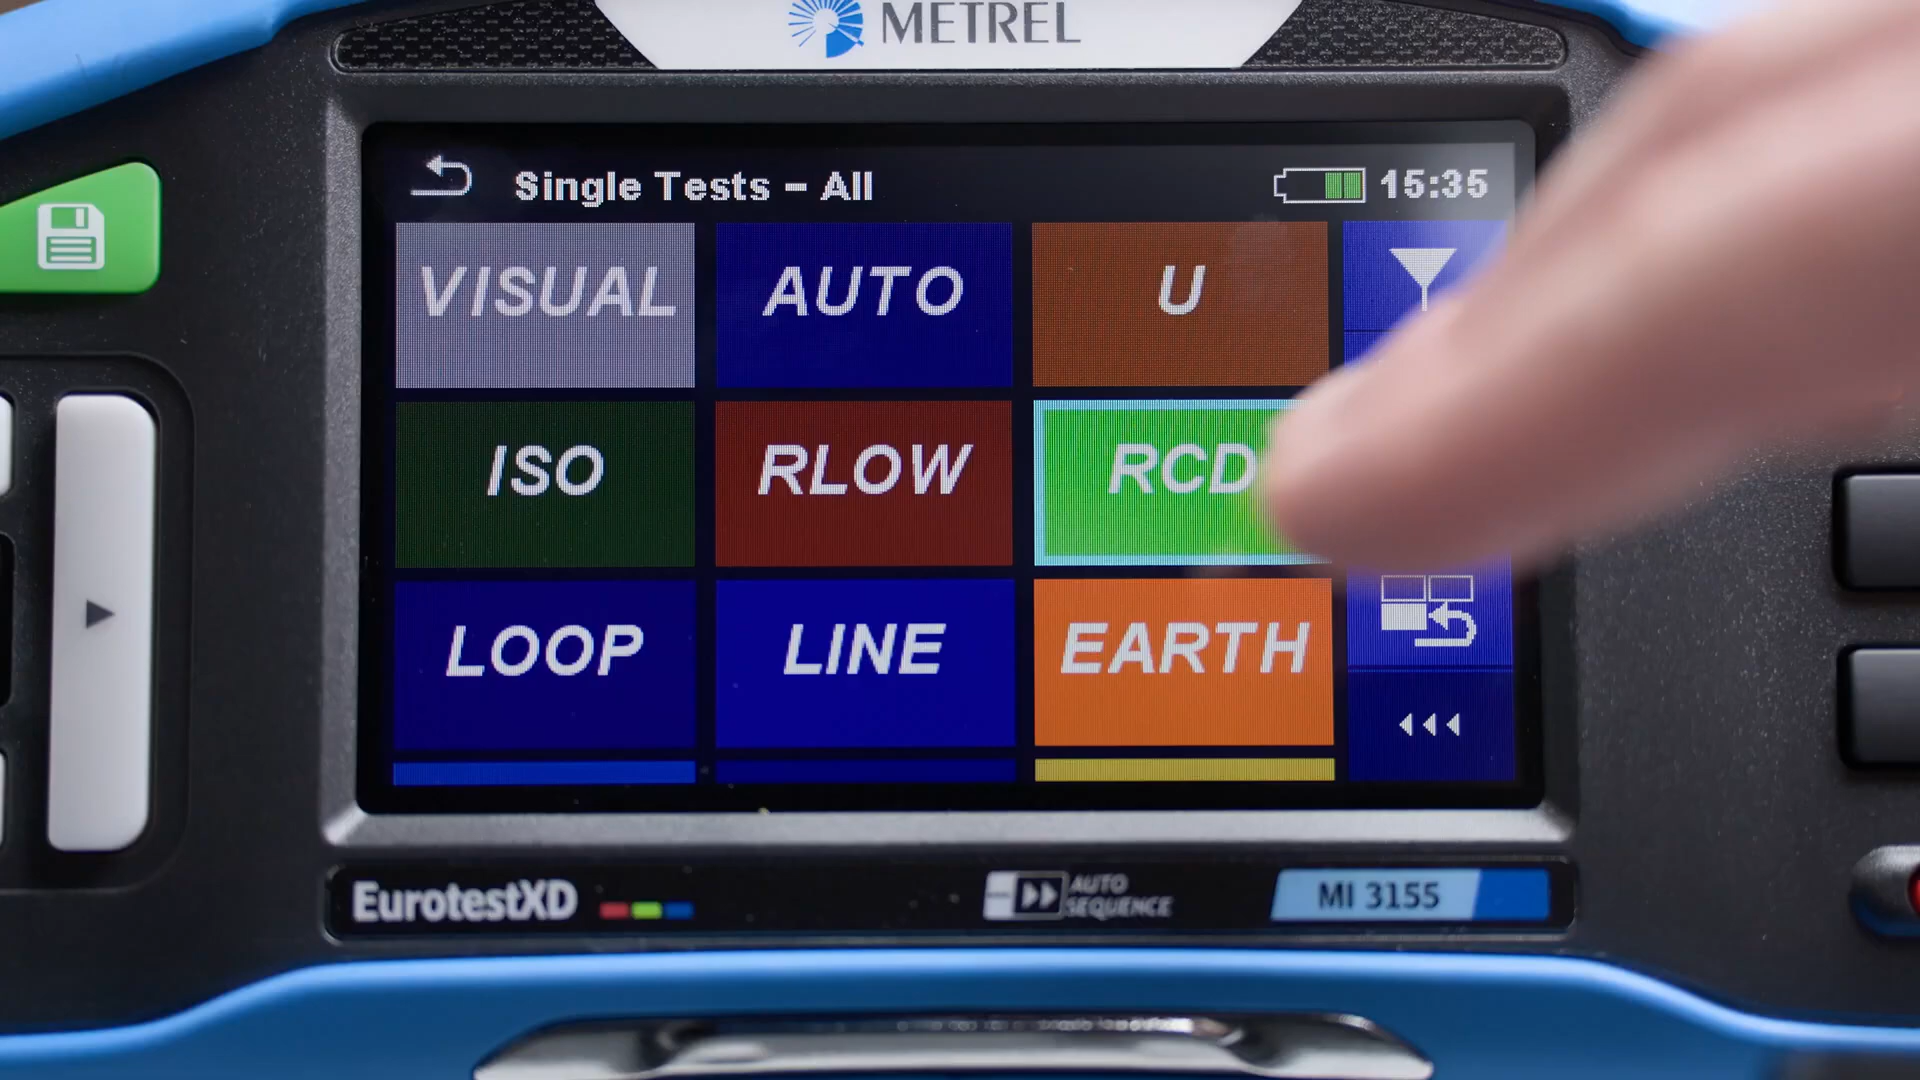 METREL
Single Tests - All
15:35
VISUAL
AUTO
U
ISO
RLOW
RCD
LOOP
LINE
EARTH
EurotestXD
AUTO
SEQUENCE
MI 3155